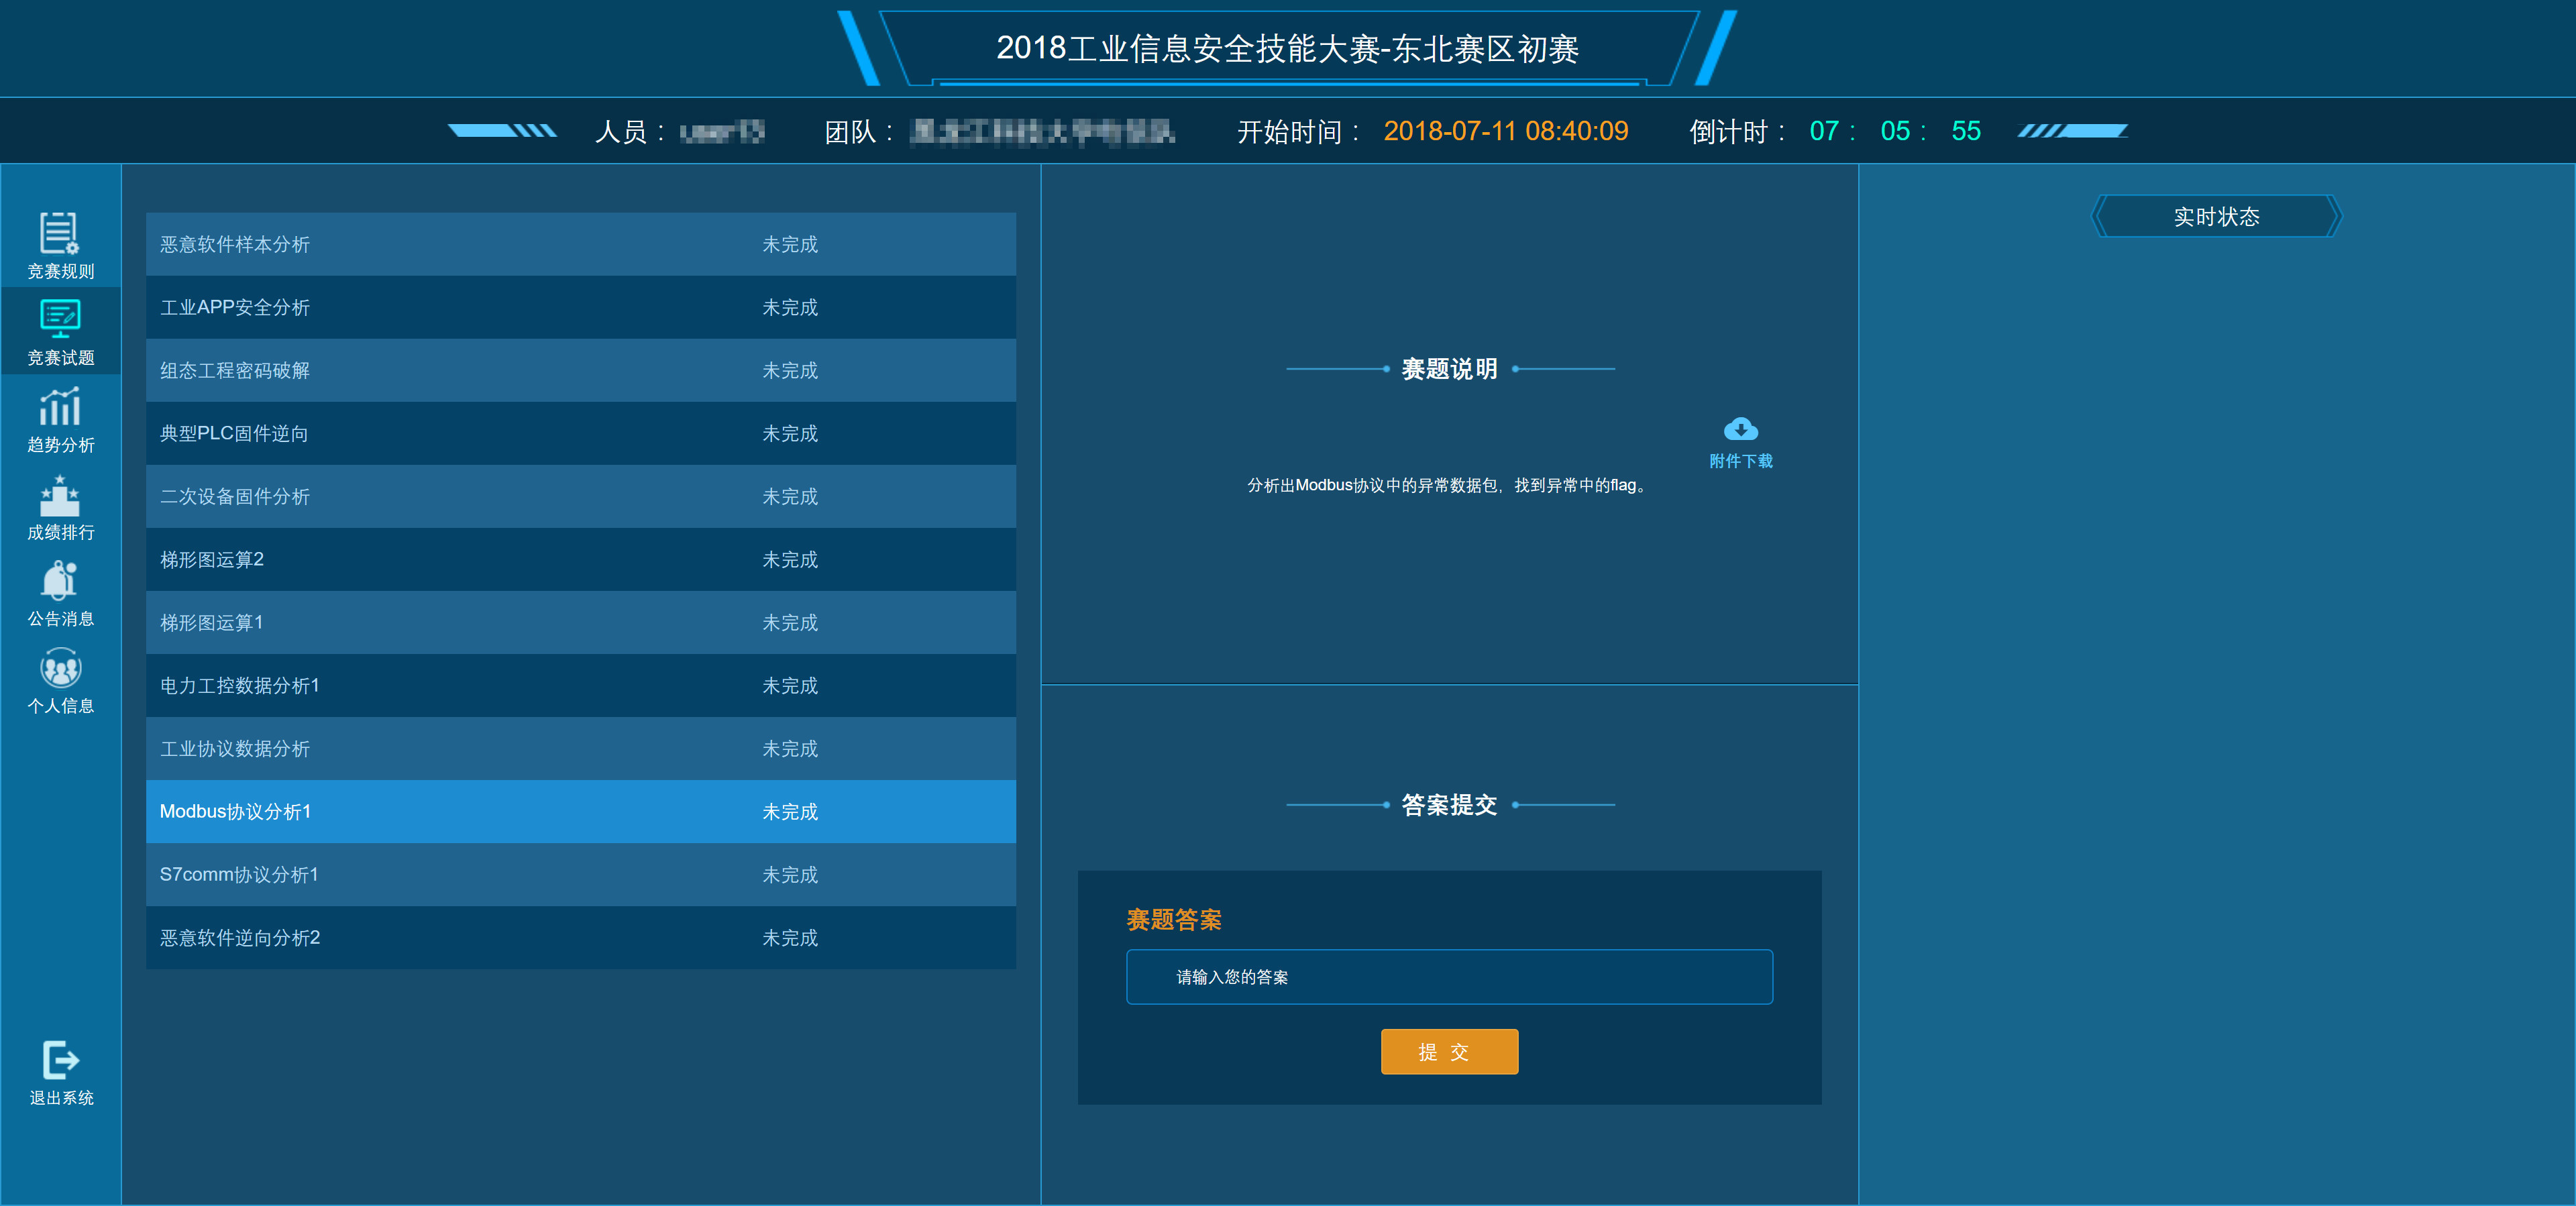 2018工业信息安全技能大赛-东北赛区初赛
人员： 团队： 开始时间： 2018-07-11 08:40:09 倒计时： 07： 05： 55
竞赛规则
竞赛试题
趋势分析
成绩排行
公告消息
个人信息
退出系统
恶意软件样本分析 未完成
工业APP安全分析 未完成
组态工程密码破解 未完成
典型PLC固件逆向 未完成
二次设备固件分析 未完成
梯形图运算2 未完成
梯形图运算1 未完成
电力工控数据分析1 未完成
工业协议数据分析 未完成
Modbus协议分析1 未完成
S7comm协议分析1 未完成
恶意软件逆向分析2 未完成
赛题说明
附件下载
分析出Modbus协议中的异常数据包，找到异常中的flag。
答案提交
赛题答案
请输入您的答案
提 交
实时状态